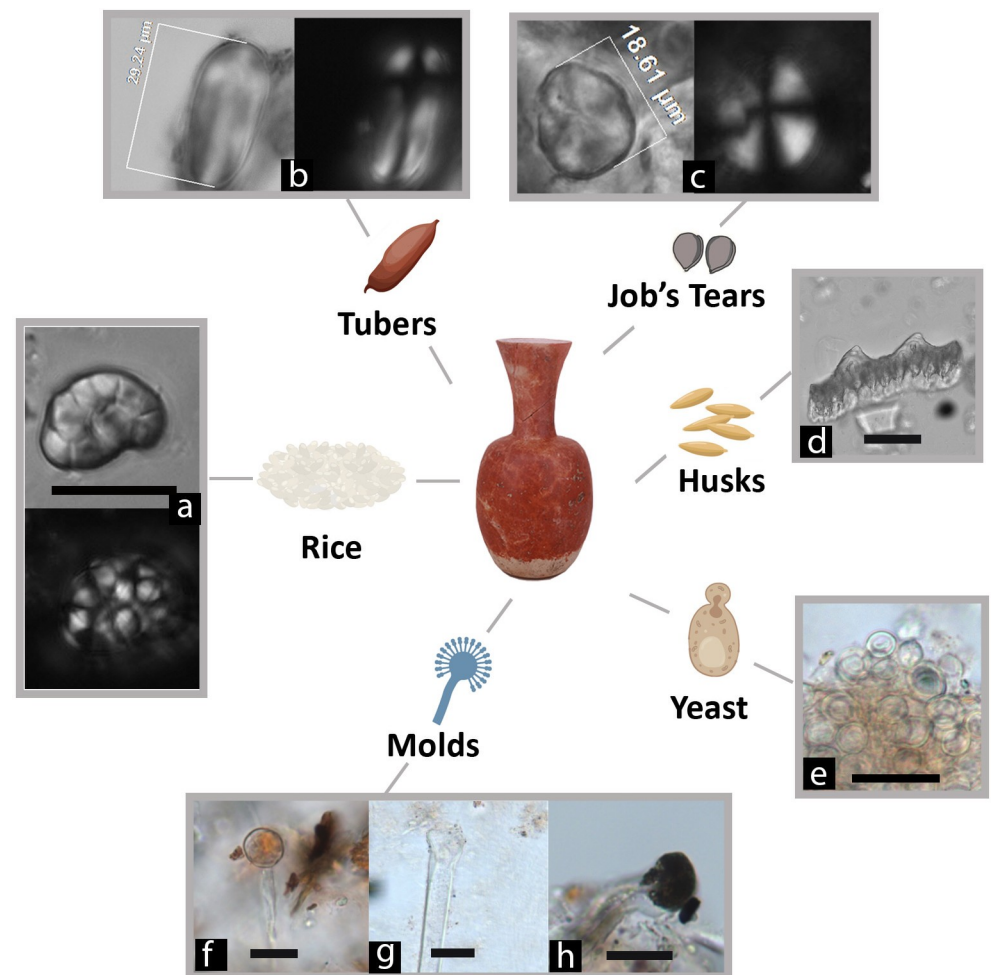 29.24 µm
b
18.61 µm
c
Tubers
Job's Tears
a
d
Rice
Husks
Molds
Yeast
e
f
g
h